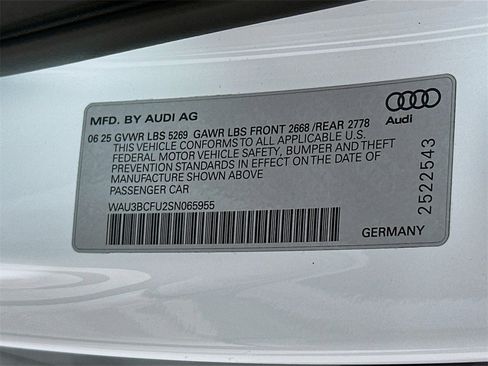 MFD. BY AUDI AG
06 25 GVWR LBS 5269 GAWR LBS FRONT 2668 /REAR 2778
THIS VEHICLE CONFORMS TO ALL APPLICABLE U.S.
FEDERAL MOTOR VEHICLE SAFETY, BUMPER AND THEFT
PREVENTION STANDARDS IN EFFECT ON THE DATE OF
MANUFACTURE SHOWN ABOVE
PASSENGER CAR
WAU3BCFU2SN065955
Audi
2522543
GERMANY